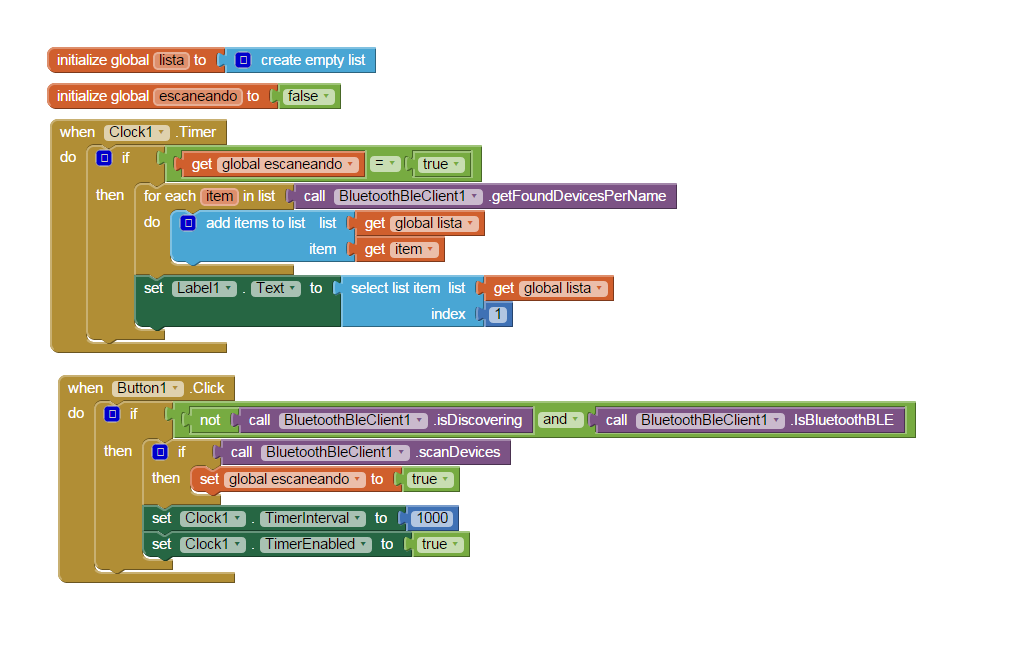 initialize global lista to create empty list
initialize global escaneando to false
when Clock1 .Timer
do if get global escaneando = true
then for each item in list call BluetoothBleClient1 .getFoundDevicesPerName
do add items to list list get global lista
item get item
set Label1 . Text to select list item list get global lista
index 1
when Button1 .Click
do if not call BluetoothBleClient1 .isDiscovering and call BluetoothBleClient1 .IsBluetoothBLE
then if call BluetoothBleClient1 .scanDevices
then set global escaneando to true
set Clock1 . TimerInterval to 1000
set Clock1 . TimerEnabled to true